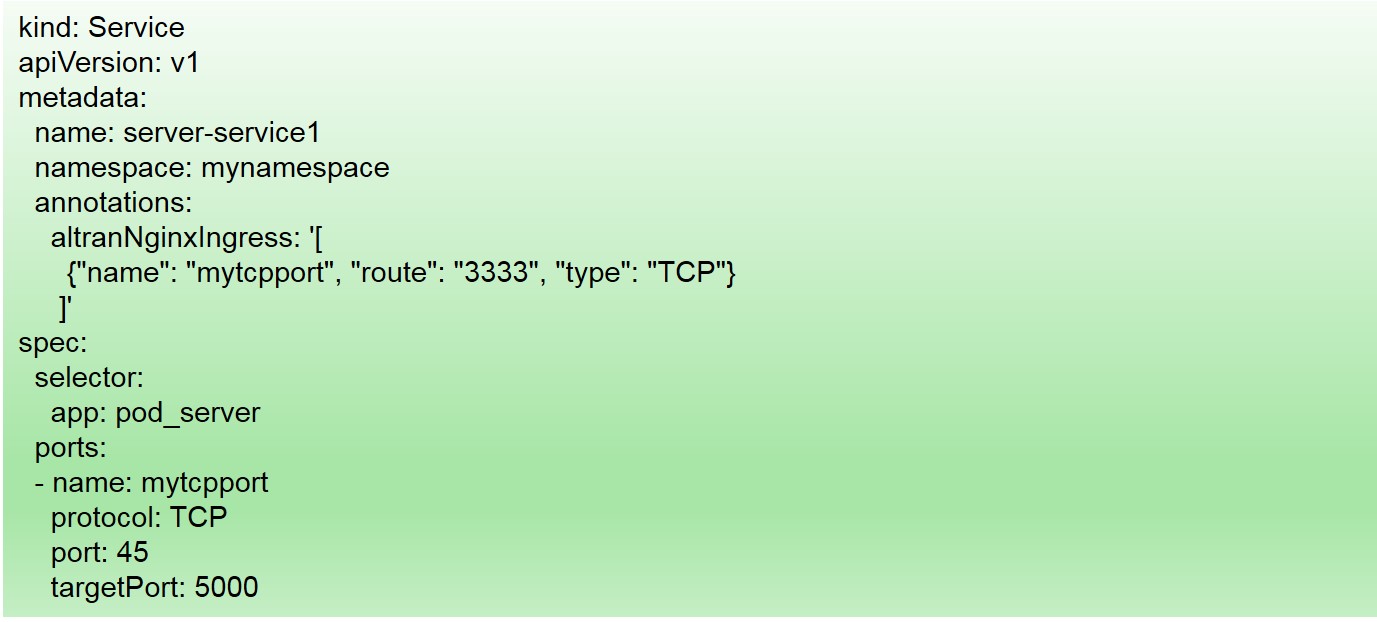 kind: Service
apiVersion: v1
metadata:
  name: server-service1
  namespace: mynamespace
  annotations:
    altranNginxIngress: '[
      {"name": "mytcpport", "route": "3333", "type": "TCP"}
     ]'
spec:
  selector:
    app: pod_server
  ports:
  - name: mytcpport
    protocol: TCP
    port: 45
    targetPort: 5000